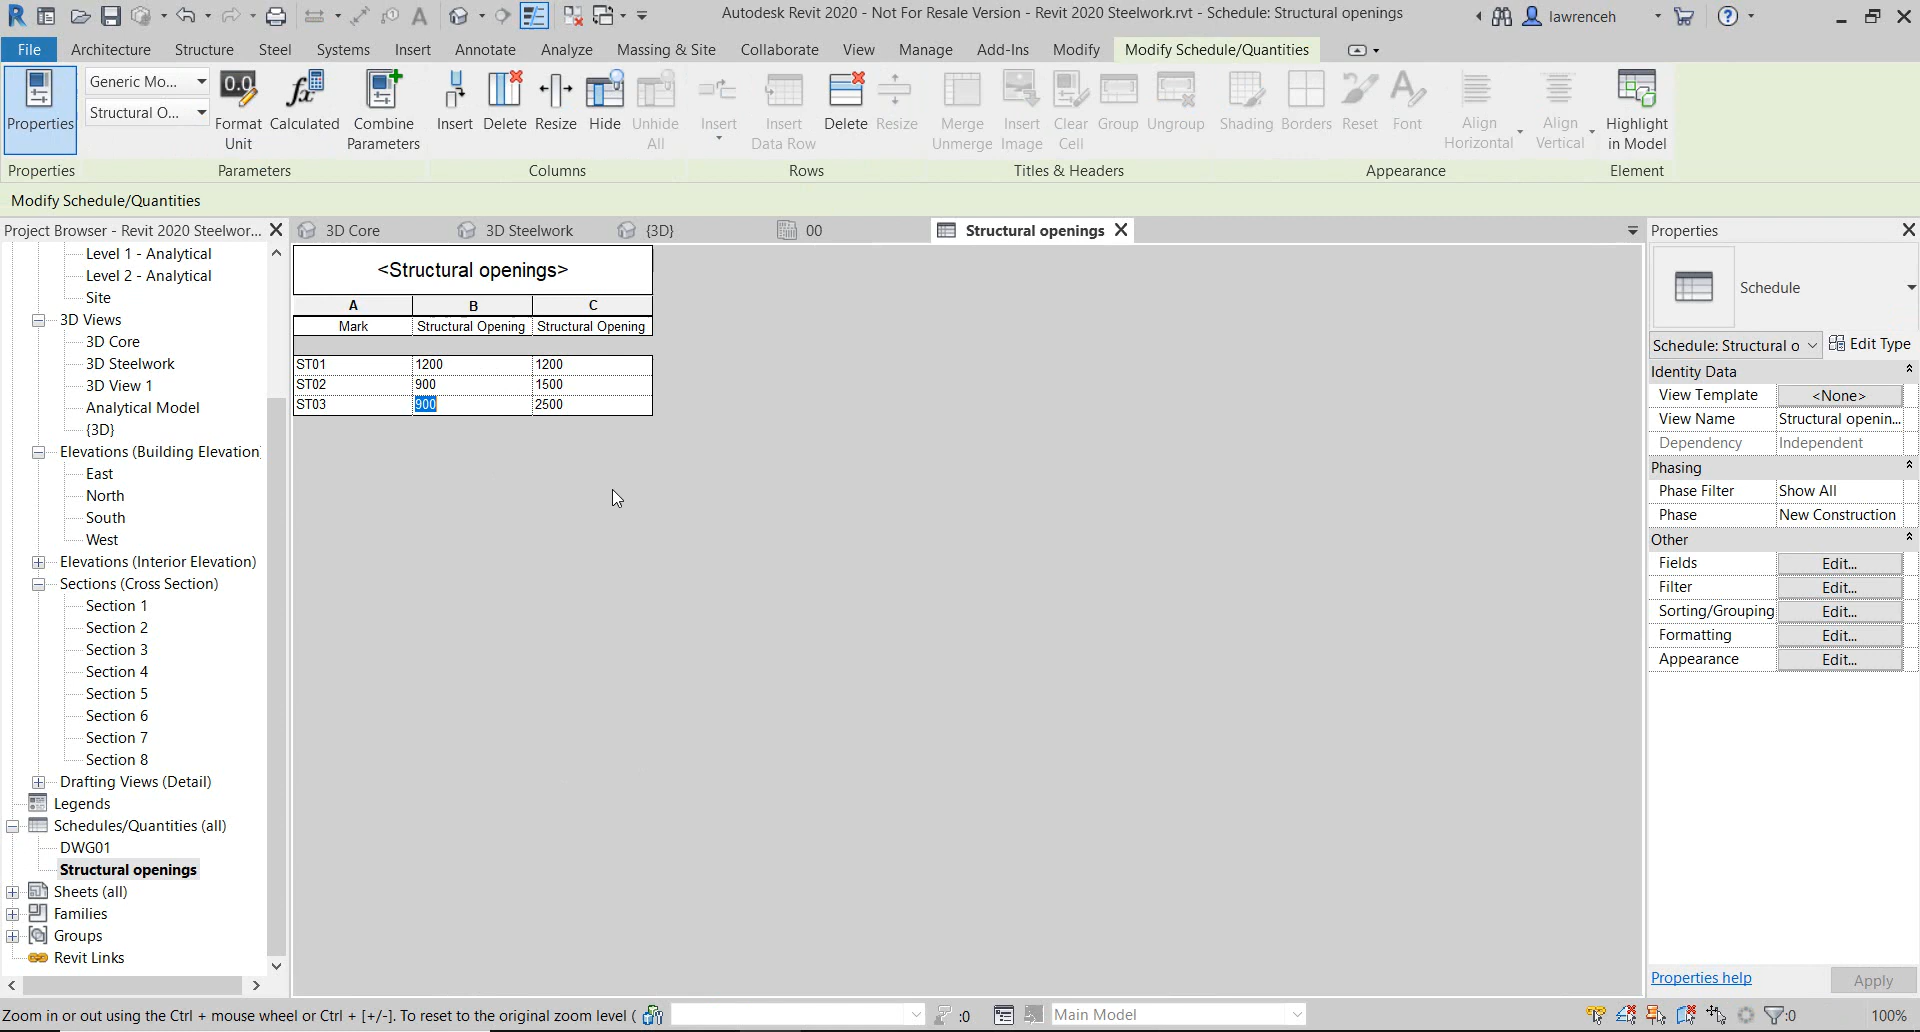 Autodesk Revit 2020 - Not For Resale Version - Revit 2020 Steelwork.rvt - Schedule: Structural openings
lawrenceh
File Architecture Structure Steel Systems Insert Annotate Analyze Massing & Site Collaborate View Manage Add-Ins Modify Modify Schedule/Quantities
Properties
Generic Mo...
Structural O...
Format Unit
Calculated
Combine Parameters
Insert
Delete
Resize
Hide
Unhide All
Insert
Insert Data Row
Delete
Resize
Merge Unmerge
Insert Image
Clear Cell
Group
Ungroup
Shading
Borders
Reset
Font
Align Horizontal
Align Vertical
Highlight in Model
Properties Parameters Columns Rows Titles & Headers Appearance Element
Modify Schedule/Quantities
Project Browser - Revit 2020 Steelwor...
3D Core
3D Steelwork
{3D}
00
Structural openings
Level 1 - Analytical
Level 2 - Analytical
Site
3D Views
3D Core
3D Steelwork
3D View 1
Analytical Model
{3D}
Elevations (Building Elevation
East
North
South
West
Elevations (Interior Elevation)
Sections (Cross Section)
Section 1
Section 2
Section 3
Section 4
Section 5
Section 6
Section 7
Section 8
Drafting Views (Detail)
Legends
Schedules/Quantities (all)
DWG01
Structural openings
Sheets (all)
Families
Groups
Revit Links
<Structural openings>
A B C
Mark Structural Opening Structural Opening
ST01 1200 1200
ST02 900 1500
ST03 900 2500
Properties
Schedule
Schedule: Structural o
Edit Type
Identity Data
View Template <None>
View Name Structural openin...
Dependency Independent
Phasing
Phase Filter Show All
Phase New Construction
Other
Fields Edit...
Filter Edit...
Sorting/Grouping Edit...
Formatting Edit...
Appearance Edit...
Properties help
Apply
Zoom in or out using the Ctrl + mouse wheel or Ctrl + [+/-]. To reset to the original zoom level (
:0
Main Model
:0
100%